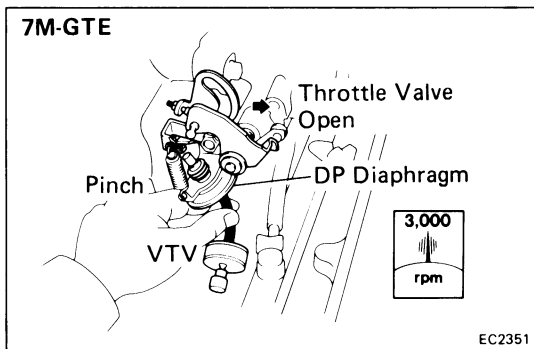 7M-GTE
Throttle Valve
Open
Pinch
DP Diaphragm
VTV
3,000
rpm
EC2351